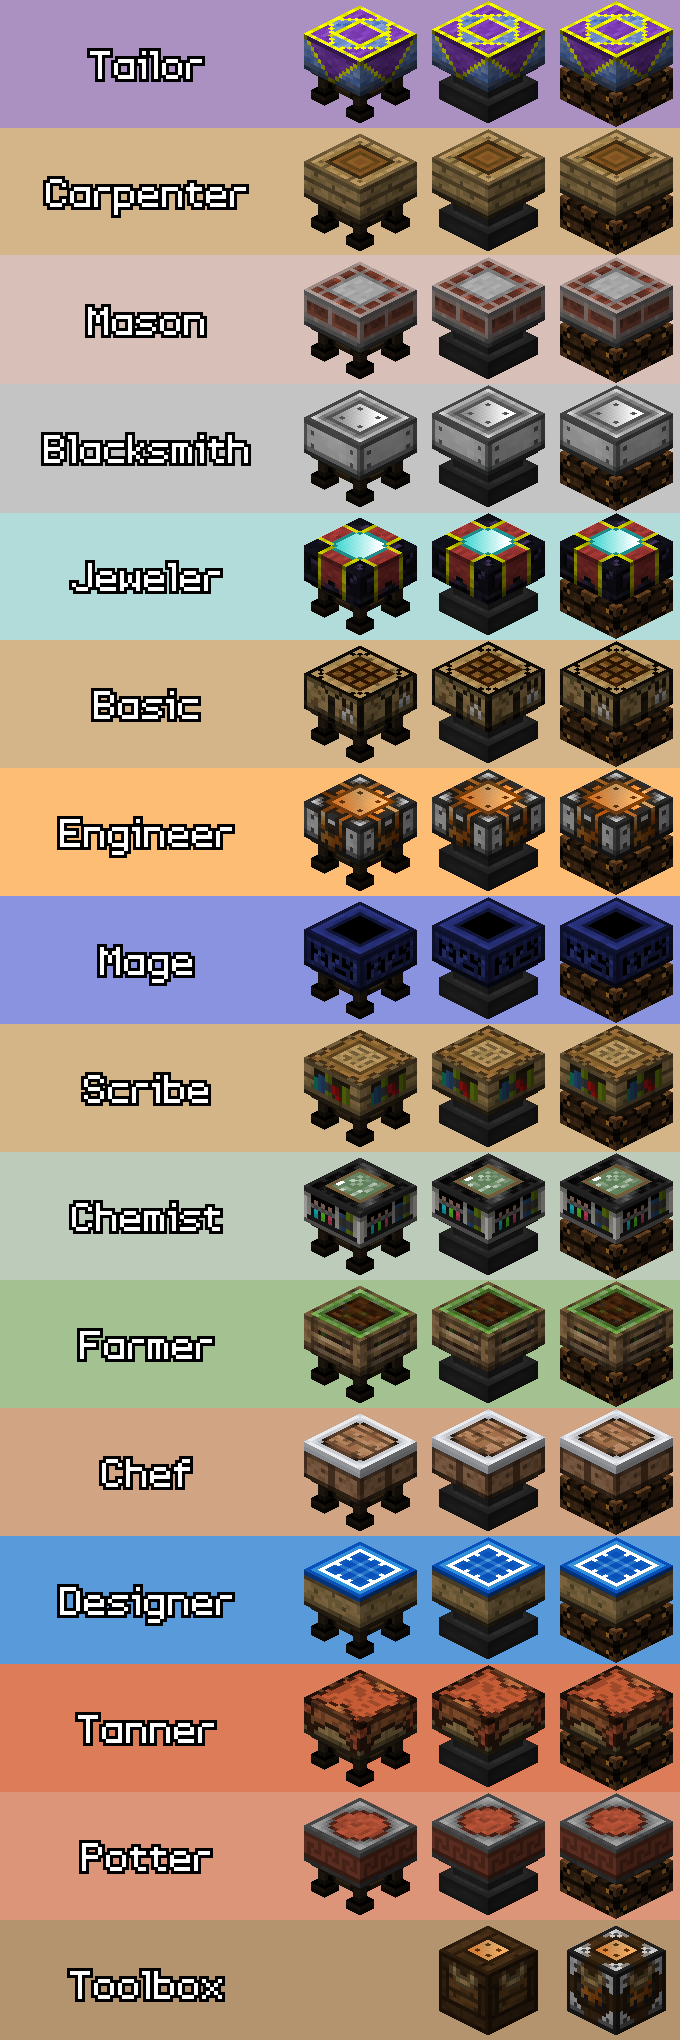 Tailor
Carpenter
Mason
Blacksmith
Jeweler
Basic
Engineer
Mage
Scribe
Chemist
Farmer
Chef
Designer
Tanner
Potter
Toolbox